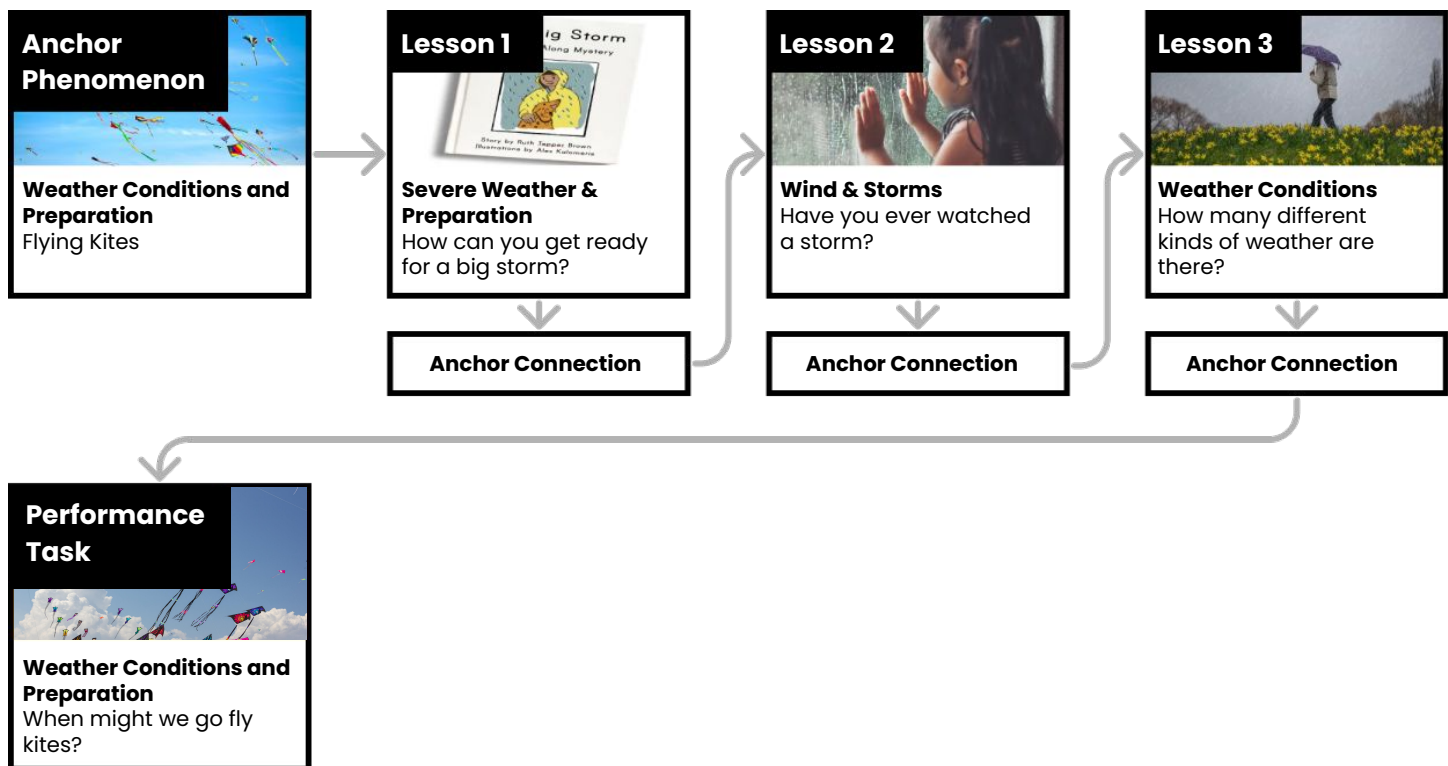 Anchor
Phenomenon
Weather Conditions and
Preparation
Flying Kites
Lesson 1
ig Storm
Along Mystery
Story by Ruth Tepper Brown
Illustrations by Alex Kalomeris
Severe Weather &
Preparation
How can you get ready
for a big storm?
Anchor Connection
Lesson 2
Wind & Storms
Have you ever watched
a storm?
Anchor Connection
Lesson 3
Weather Conditions
How many different
kinds of weather are
there?
Anchor Connection
Performance
Task
Weather Conditions and
Preparation
When might we go fly
kites?